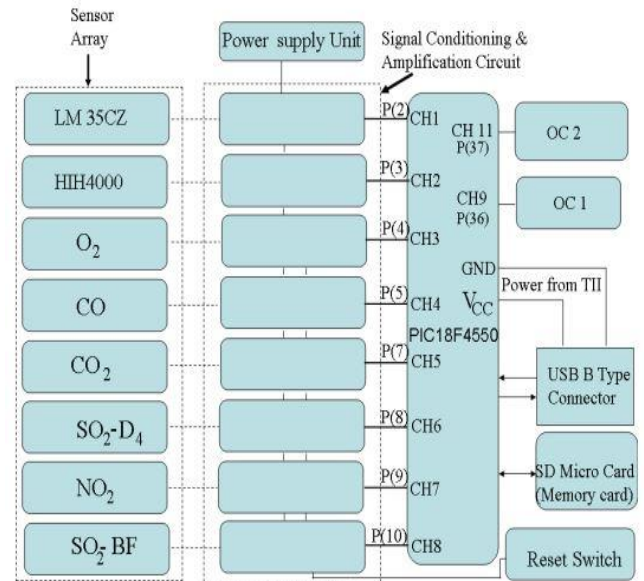 Sensor
Array
Power supply Unit
Signal Conditioning &
Amplification Circuit
LM 35CZ
HIH4000
O₂
CO
CO₂
SO₂-D₄
NO₂
SO₂-BF
P(2)
P(3)
P(4)
P(5)
P(7)
P(8)
P(9)
P(10)
CH1
CH2
CH3
CH4
CH5
CH6
CH7
CH8
CH 11
P(37)
CH9
P(36)
GND
VCC
PIC18F4550
OC 2
OC 1
Power from TII
USB B Type
Connector
SD Micro Card
(Memory card)
Reset Switch